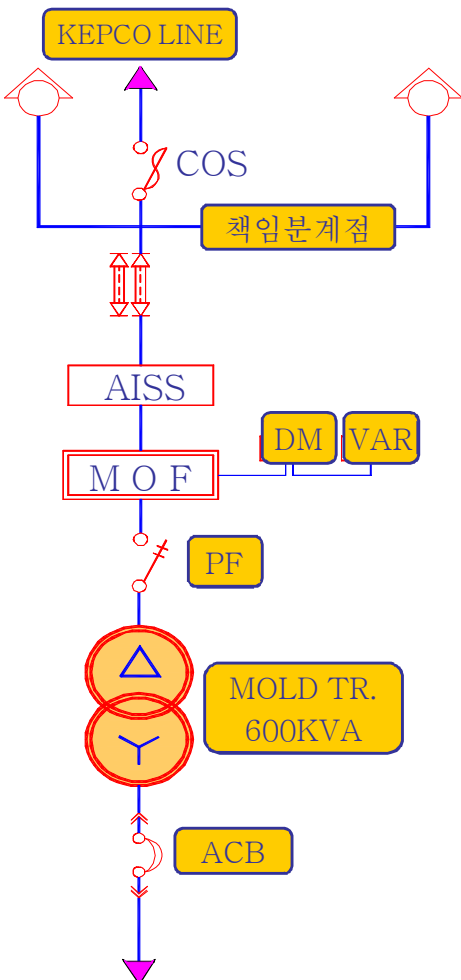 KEPCO LINE
COS
책임분계점
AISS
M O F
DM
VAR
PF
MOLD TR.
600KVA
ACB